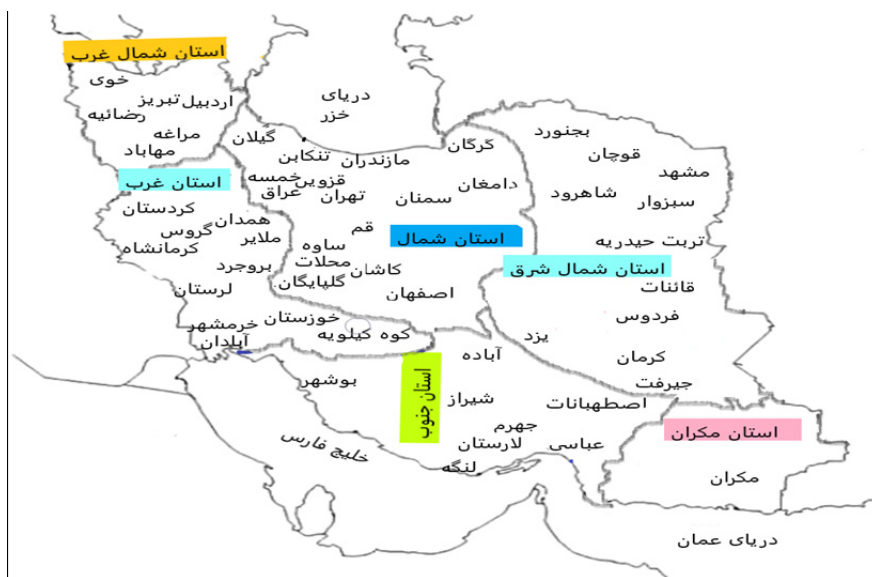 استان شمال غرب
خوی
اردبیل
تبریز
رضائیه
مراغه
مهاباد
دریای
خزر
گیلان
تنکابن
مازندران
گرگان
بجنورد
قوچان
مشهد
شاهرود
سبزوار
دامغان
سمنان
تهران
قزوین
خمسه
عراق
استان غرب
کردستان
گروس
همدان
ملایر
کرمانشاه
بروجرد
لرستان
قم
ساوه
محلات
گلپایگان
کاشان
اصفهان
استان شمال
تربت حیدریه
استان شمال شرق
قائنات
فردوس
یزد
کرمان
جیرفت
خوزستان
خرمشهر
آبلدان
کوه کیلویه
آباده
بوشهر
استان جنوب
شیراز
اصطهبانات
جهرم
لارستان
عباسی
لنگه
خلیج فارس
استان مکران
مکران
دریای عمان